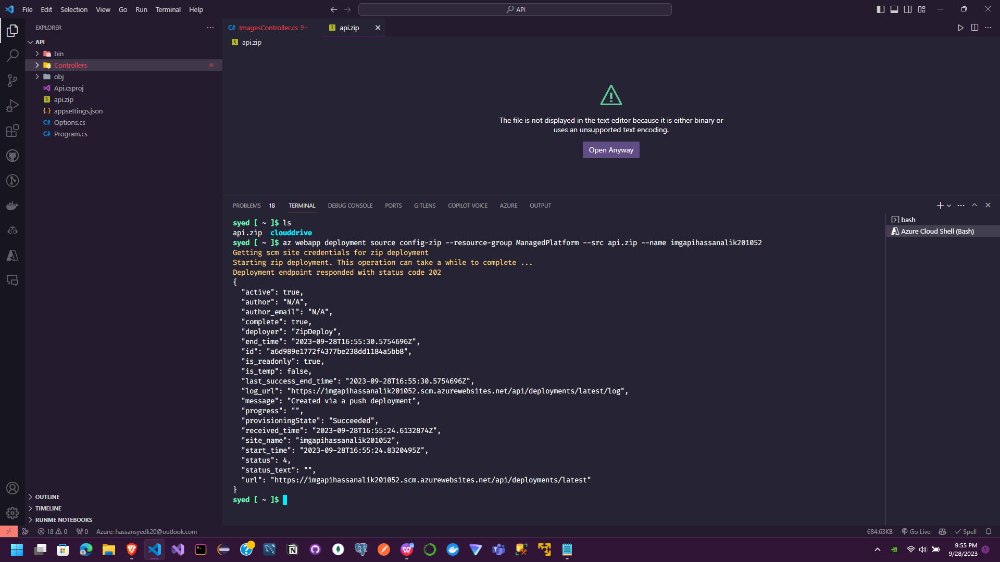 File Edit Selection View Go Run Terminal Help
API
EXPLORER
API
bin
Controllers
obj
Api.csproj
api.zip
appsettings.json
Options.cs
Program.cs
OUTLINE
TIMELINE
RUNME NOTEBOOKS
ImagesController.cs 9+
api.zip
api.zip
The file is not displayed in the text editor because it is either binary or
uses an unsupported text encoding.
Open Anyway
PROBLEMS 18 TERMINAL DEBUG CONSOLE PORTS GITLENS COPILOT VOICE AZURE OUTPUT
syed [ ~ ]$ ls
api.zip clouddrive
syed [ ~ ]$ az webapp deployment source config-zip --resource-group ManagedPlatform --src api.zip --name imgapihassanalik201052
Getting scm site credentials for zip deployment
Starting zip deployment. This operation can take a while to complete ...
Deployment endpoint responded with status code 202
{
"active": true,
"author": "N/A",
"author_email": "N/A",
"complete": true,
"deployer": "ZipDeploy",
"end_time": "2023-09-28T16:55:30.5754696Z",
"id": "a6d989e1772f4377be238dd1184a5bb8",
"is_readonly": true,
"is_temp": false,
"last_success_end_time": "2023-09-28T16:55:30.5754696Z",
"log_url": "https://imgapihassanalik201052.scm.azurewebsites.net/api/deployments/latest/log",
"message": "Created via a push deployment",
"progress": "",
"provisioningState": "Succeeded",
"received_time": "2023-09-28T16:55:24.6132874Z",
"site_name": "imgapihassanalik201052",
"start_time": "2023-09-28T16:55:24.8320495Z",
"status": 4,
"status_text": "",
"url": "https://imgapihassanalik201052.scm.azurewebsites.net/api/deployments/latest"
}
syed [ ~ ]$
bash
Azure Cloud Shell (Bash)
18 0 0 Azure: hassansyedk20@outlook.com 684.63KB Go Live Spell
9:55 PM
9/28/2023
1